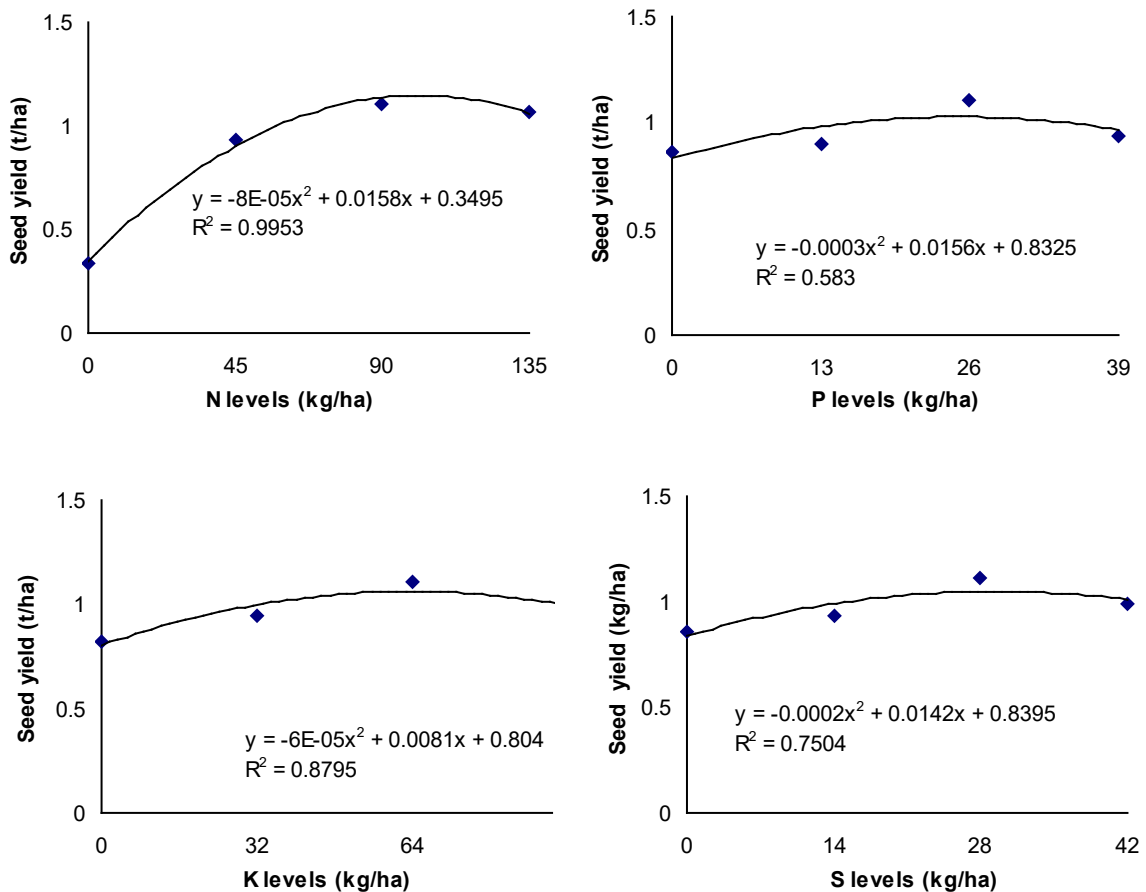 1.5
1
0.5
0
Seed yield (t/ha)
y = -8E-05x² + 0.0158x + 0.3495
R² = 0.9953
0 45 90 135
N levels (kg/ha)
1.5
1
0.5
0
Seed yield (t/ha)
y = -0.0003x² + 0.0156x + 0.8325
R² = 0.583
0 13 26 39
P levels (kg/ha)
1.5
1
0.5
0
Seed yield (t/ha)
y = -6E-05x² + 0.0081x + 0.804
R² = 0.8795
0 32 64
K levels (kg/ha)
1.5
1
0.5
0
Seed yield (kg/ha)
y = -0.0002x² + 0.0142x + 0.8395
R² = 0.7504
0 14 28 42
S levels (kg/ha)